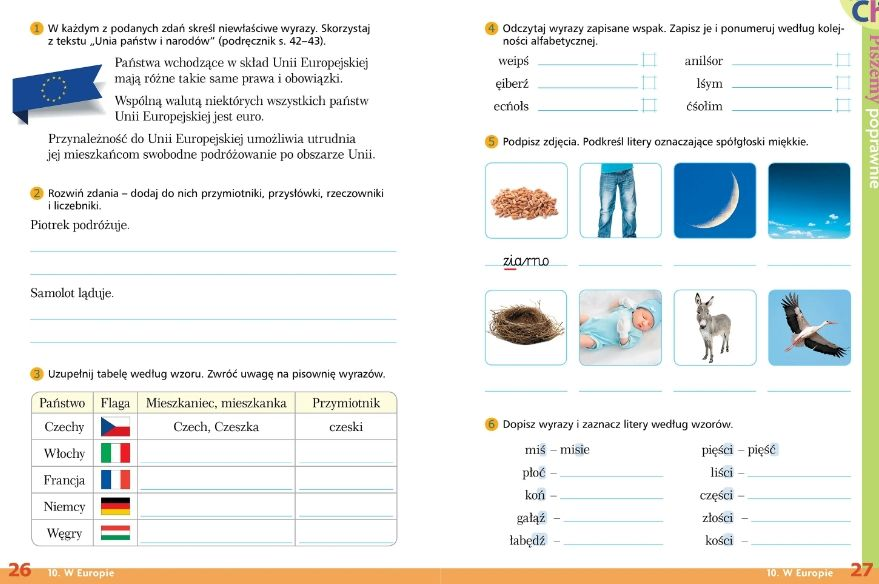 1 W każdym z podanych zdań skreśl niewłaściwe wyrazy. Skorzystaj
z tekstu „Unia państw i narodów” (podręcznik s. 42–43).
Państwa wchodzące w skład Unii Europejskiej
mają różne takie same prawa i obowiązki.
Wspólną walutą niektórych wszystkich państw
Unii Europejskiej jest euro.
Przynależność do Unii Europejskiej umożliwia utrudnia
jej mieszkańcom swobodne podróżowanie po obszarze Unii.
2 Rozwiń zdania – dodaj do nich przymiotniki, przysłówki, rzeczowniki
i liczebniki.
Piotrek podróżuje.
Samolot ląduje.
3 Uzupełnij tabelę według wzoru. Zwróć uwagę na pisownię wyrazów.
Państwo Flaga Mieszkaniec, mieszkanka Przymiotnik
Czechy Czech, Czeszka czeski
Włochy
Francja
Niemcy
Węgry
26 10. W Europie
4 Odczytaj wyrazy zapisane wspak. Zapisz je i ponumeruj według kolej-
ności alfabetycznej.
weipś anilśor
ęiberź lśym
ecńołs ćśolim
5 Podpisz zdjęcia. Podkreśl litery oznaczające spółgłoski miękkie.
ziarno
6 Dopisz wyrazy i zaznacz litery według wzorów.
miś – misie pięści – pięść
płoć – liści –
koń – części –
gałąź – złości –
łabędź – kości –
10. W Europie 27
Ch
Piszemy poprawnie